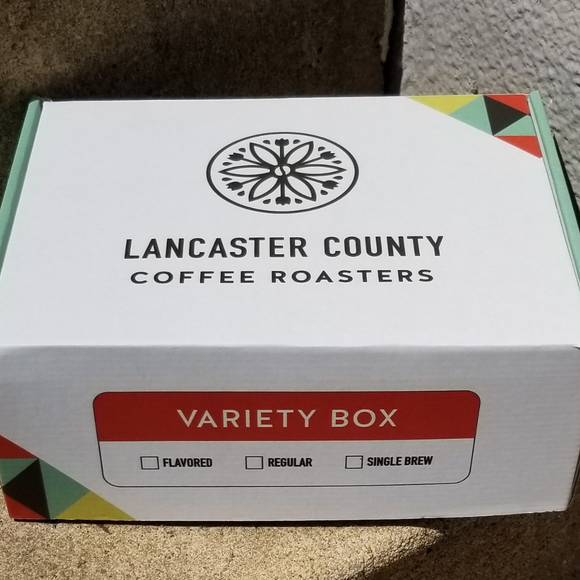 LANCASTER COUNTY
COFFEE ROASTERS
VARIETY BOX
FLAVORED REGULAR SINGLE BREW